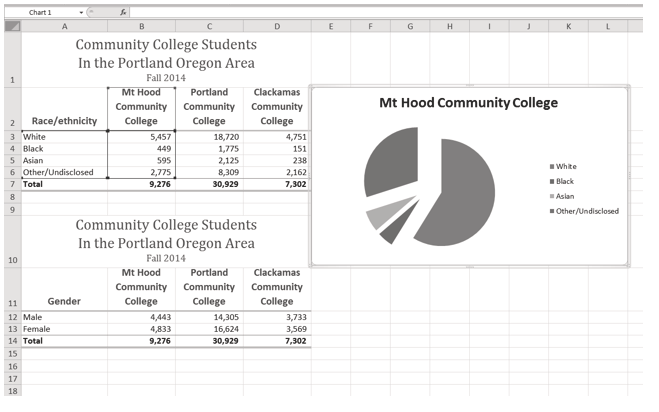 Chart 1 fx
A B C D E F G H I J K L
Community College Students
In the Portland Oregon Area
1 Fall 2014
Mt Hood Portland Clackamas
Community Community Community
2 Race/ethnicity College College College
3 White 5,457 18,720 4,751
4 Black 449 1,775 151
5 Asian 595 2,125 238
6 Other/Undisclosed 2,775 8,309 2,162
7 Total 9,276 30,929 7,302
8
9
Community College Students
In the Portland Oregon Area
10 Fall 2014
Mt Hood Portland Clackamas
Community Community Community
11 Gender College College College
12 Male 4,443 14,305 3,733
13 Female 4,833 16,624 3,569
14 Total 9,276 30,929 7,302
15
16
17
18
Mt Hood Community College
White
Black
Asian
Other/Undisclosed